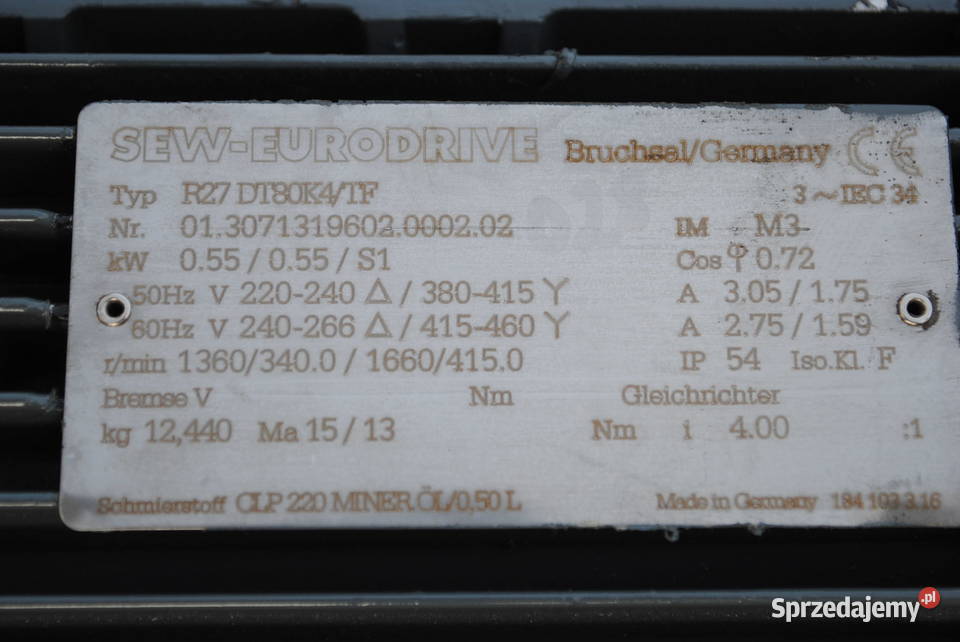 SEW-EURODRIVE Bruchsal/Germany CE
Typ R27 DT80K4/TF 3~IEC 34
Nr. 01.3071319602.0002.02 IM M3
kW 0.55 / 0.55 / S1 Cos φ 0.72
50Hz V 220-240 △ / 380-415 Y A 3.05 / 1.75
60Hz V 240-266 △ / 415-460 Y A 2.75 / 1.59
r/min 1360/340.0 / 1660/415.0 IP 54 Iso.Kl. F
Bremse V Nm Gleichrichter
kg 12,440 Ma 15 / 13 Nm i 4.00 :1
Schmierstoff CLP 220 MINER.ÖL/0,50 L Made in Germany 184 103 3.16
Sprzedajemy.pl